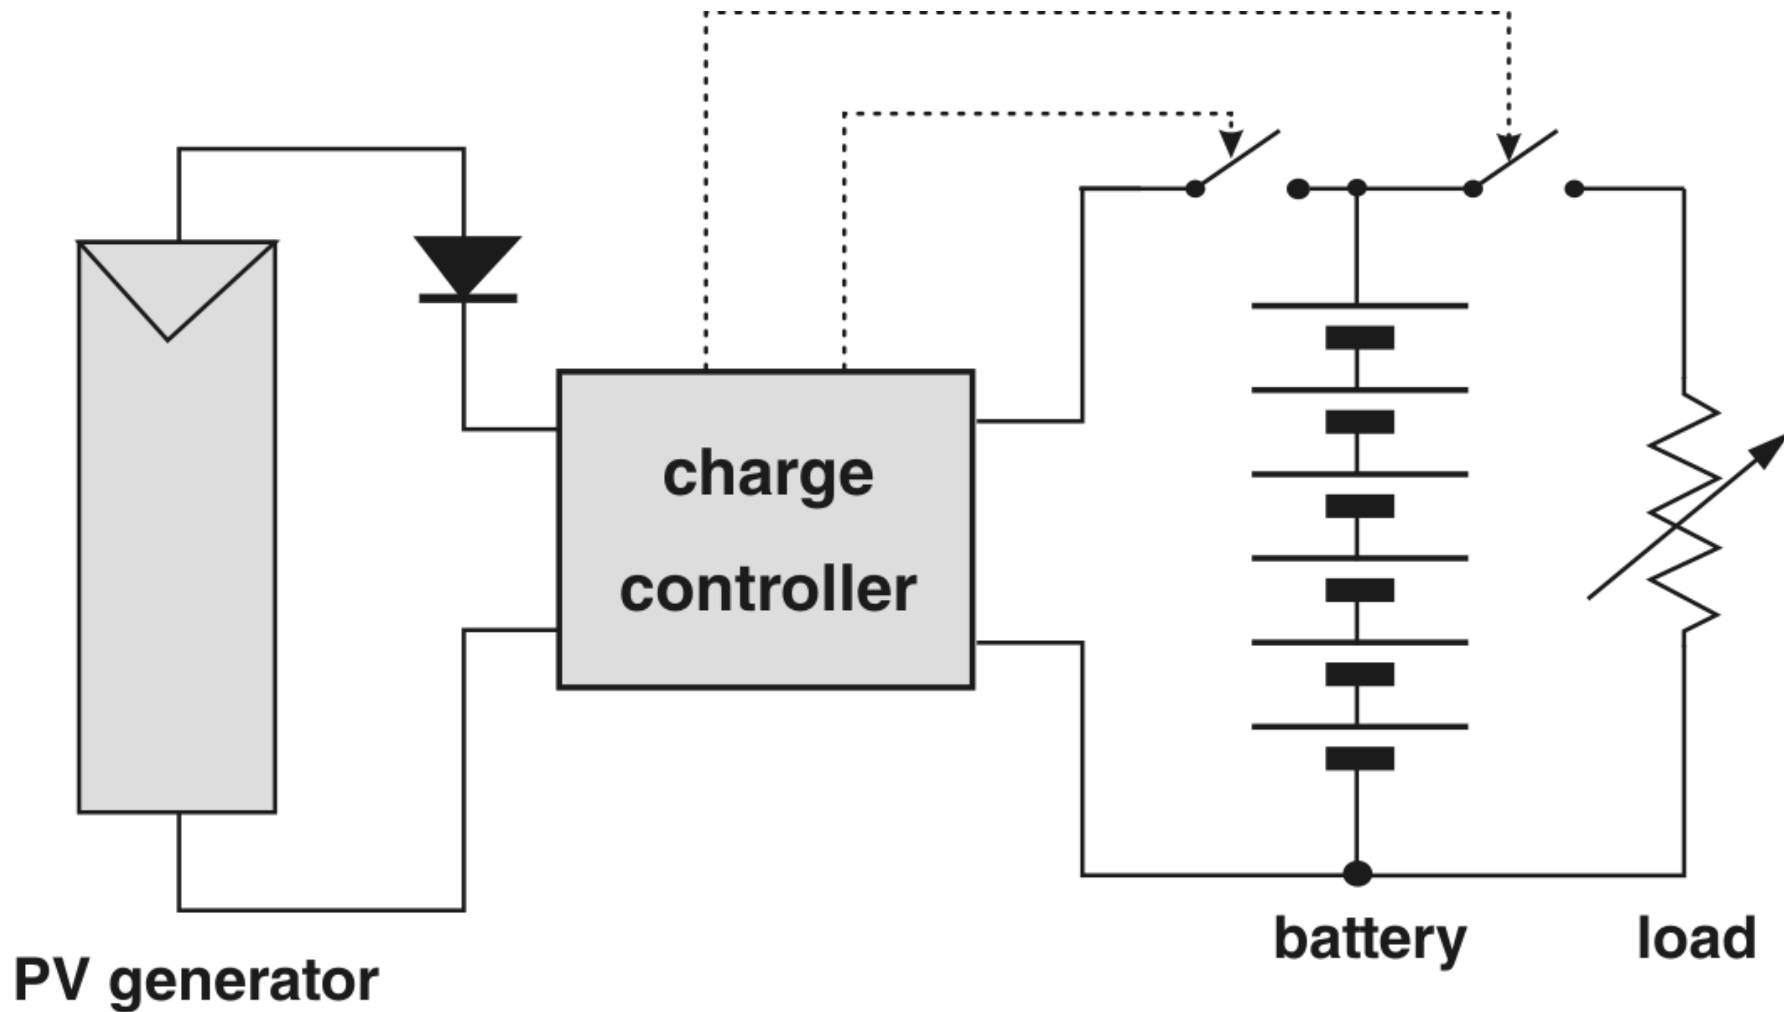 charge
controller
battery
load
PV generator